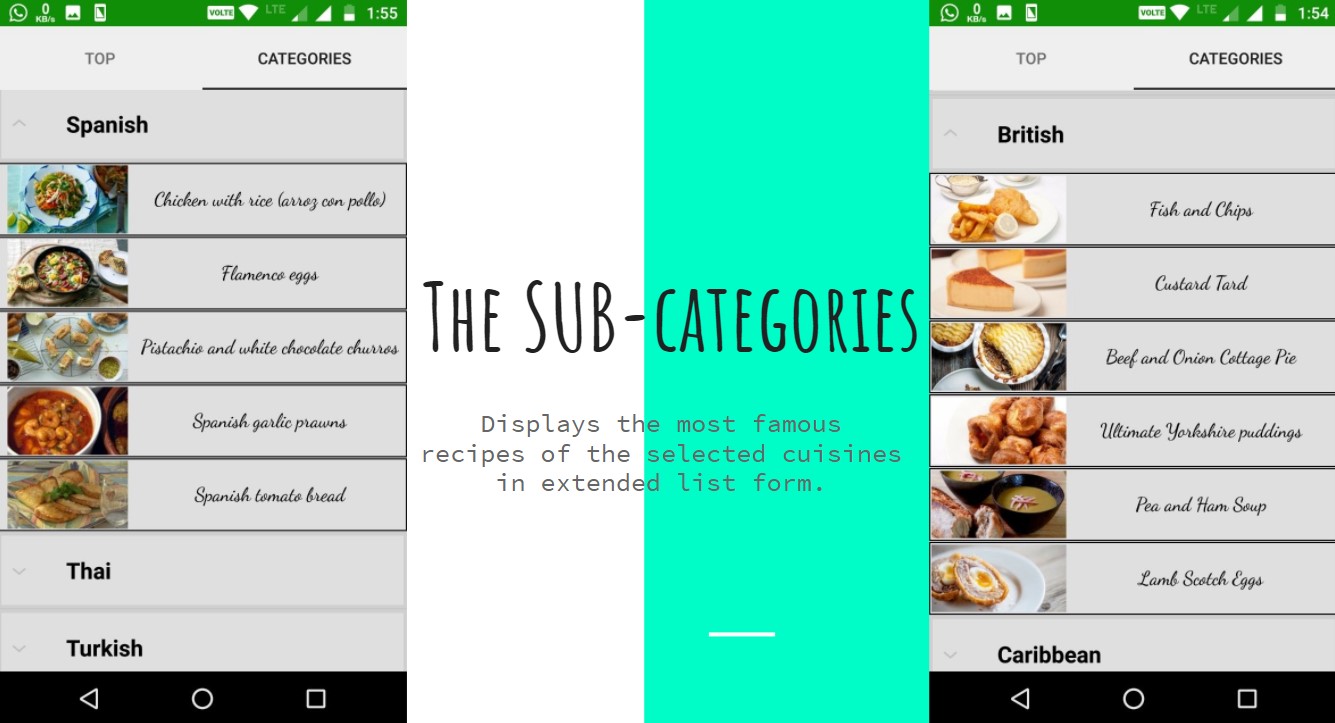 0
KB/s
VOLTE
LTE
1:55
TOP
CATEGORIES
Spanish
Chicken with rice (arroz con pollo)
Flamenco eggs
Pistachio and white chocolate churros
Spanish garlic prawns
Spanish tomato bread
Thai
Turkish
The SUB-categories
Displays the most famous
recipes of the selected cuisines
in extended list form.
0
KB/s
VOLTE
LTE
1:54
TOP
CATEGORIES
British
Fish and Chips
Custard Tard
Beef and Onion Cottage Pie
Ultimate Yorkshire puddings
Pea and Ham Soup
Lamb Scotch Eggs
Caribbean